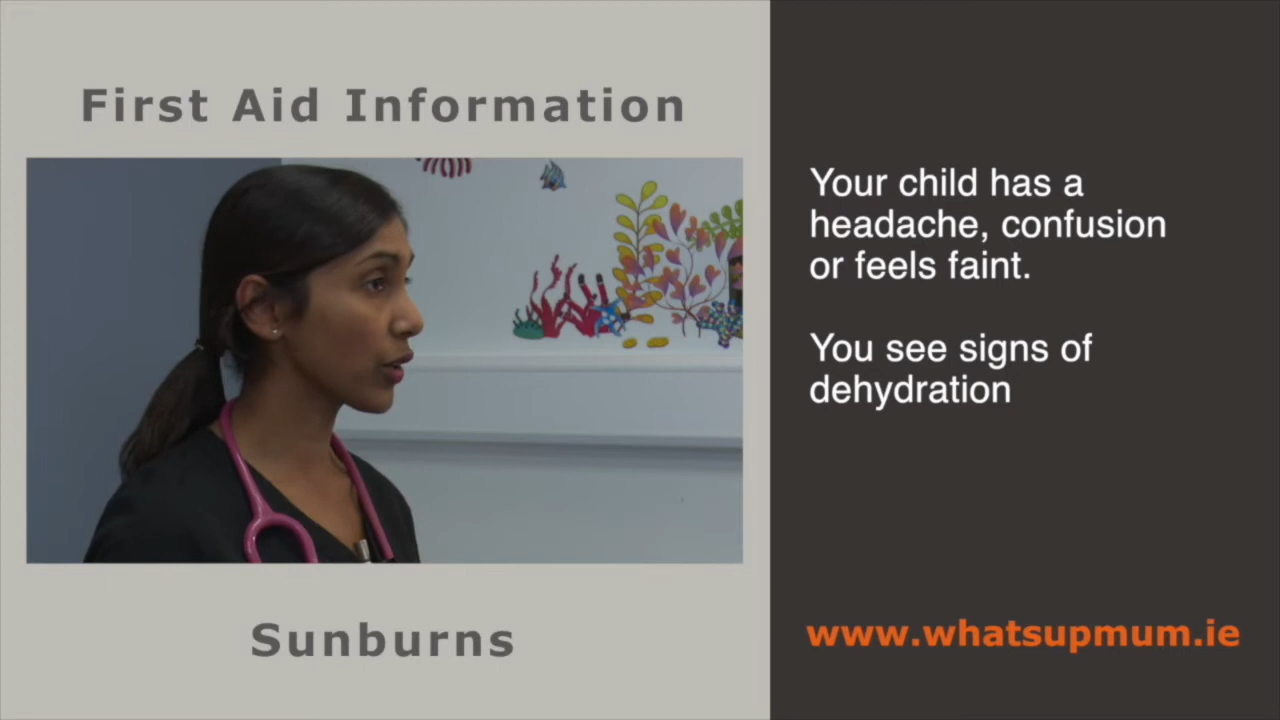 First Aid Information
Your child has a
headache, confusion
or feels faint.
You see signs of
dehydration
Sunburns
www.whatsupmum.ie